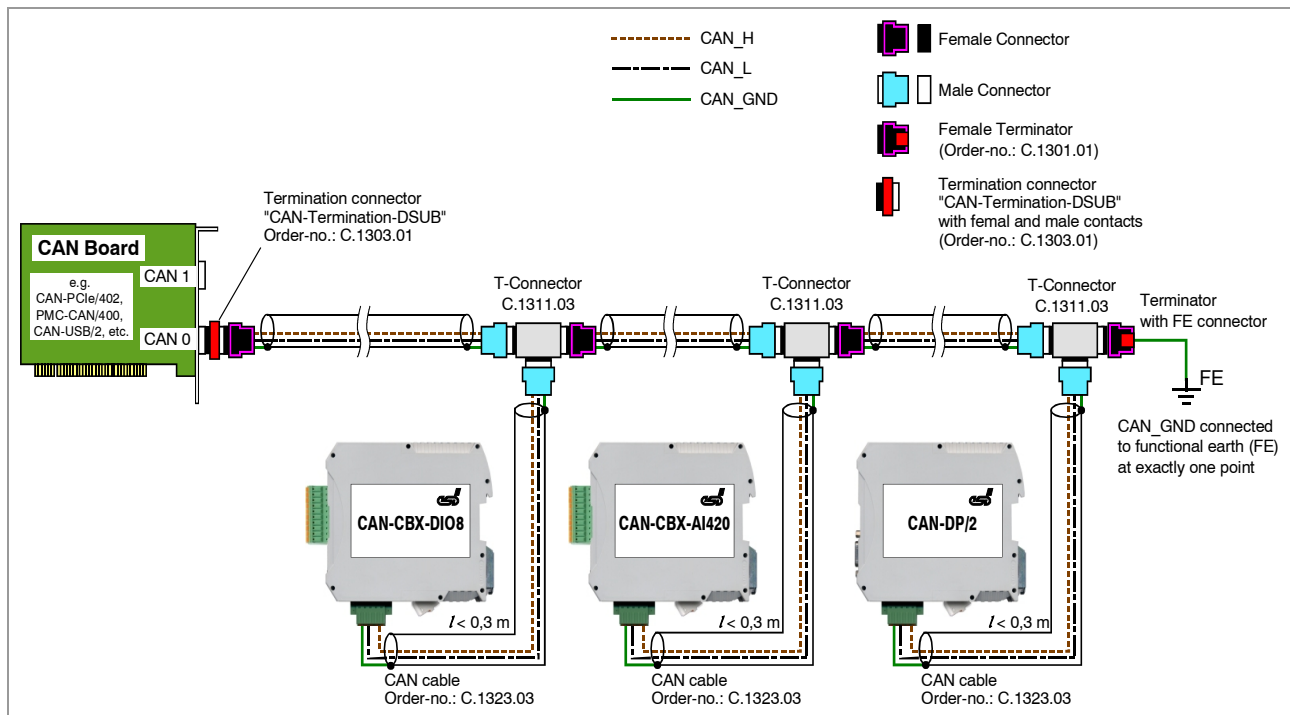 CAN_H
CAN_L
CAN_GND
Female Connector
Male Connector
Female Terminator
(Order-no.: C.1301.01)
Termination connector
"CAN-Termination-DSUB"
with femal and male contacts
(Order-no.: C.1303.01)
Termination connector
"CAN-Termination-DSUB"
Order-no.: C.1303.01
CAN Board
e.g.
CAN-PCIe/402,
PMC-CAN/400,
CAN-USB/2, etc.
CAN 1
CAN 0
T-Connector
C.1311.03
T-Connector
C.1311.03
T-Connector
C.1311.03
Terminator
with FE connector
FE
CAN_GND connected
to functional earth (FE)
at exactly one point
esd
CAN-CBX-DIO8
esd
CAN-CBX-AI420
esd
CAN-DP/2
l < 0,3 m
l < 0,3 m
l < 0,3 m
CAN cable
Order-no.: C.1323.03
CAN cable
Order-no.: C.1323.03
CAN cable
Order-no.: C.1323.03